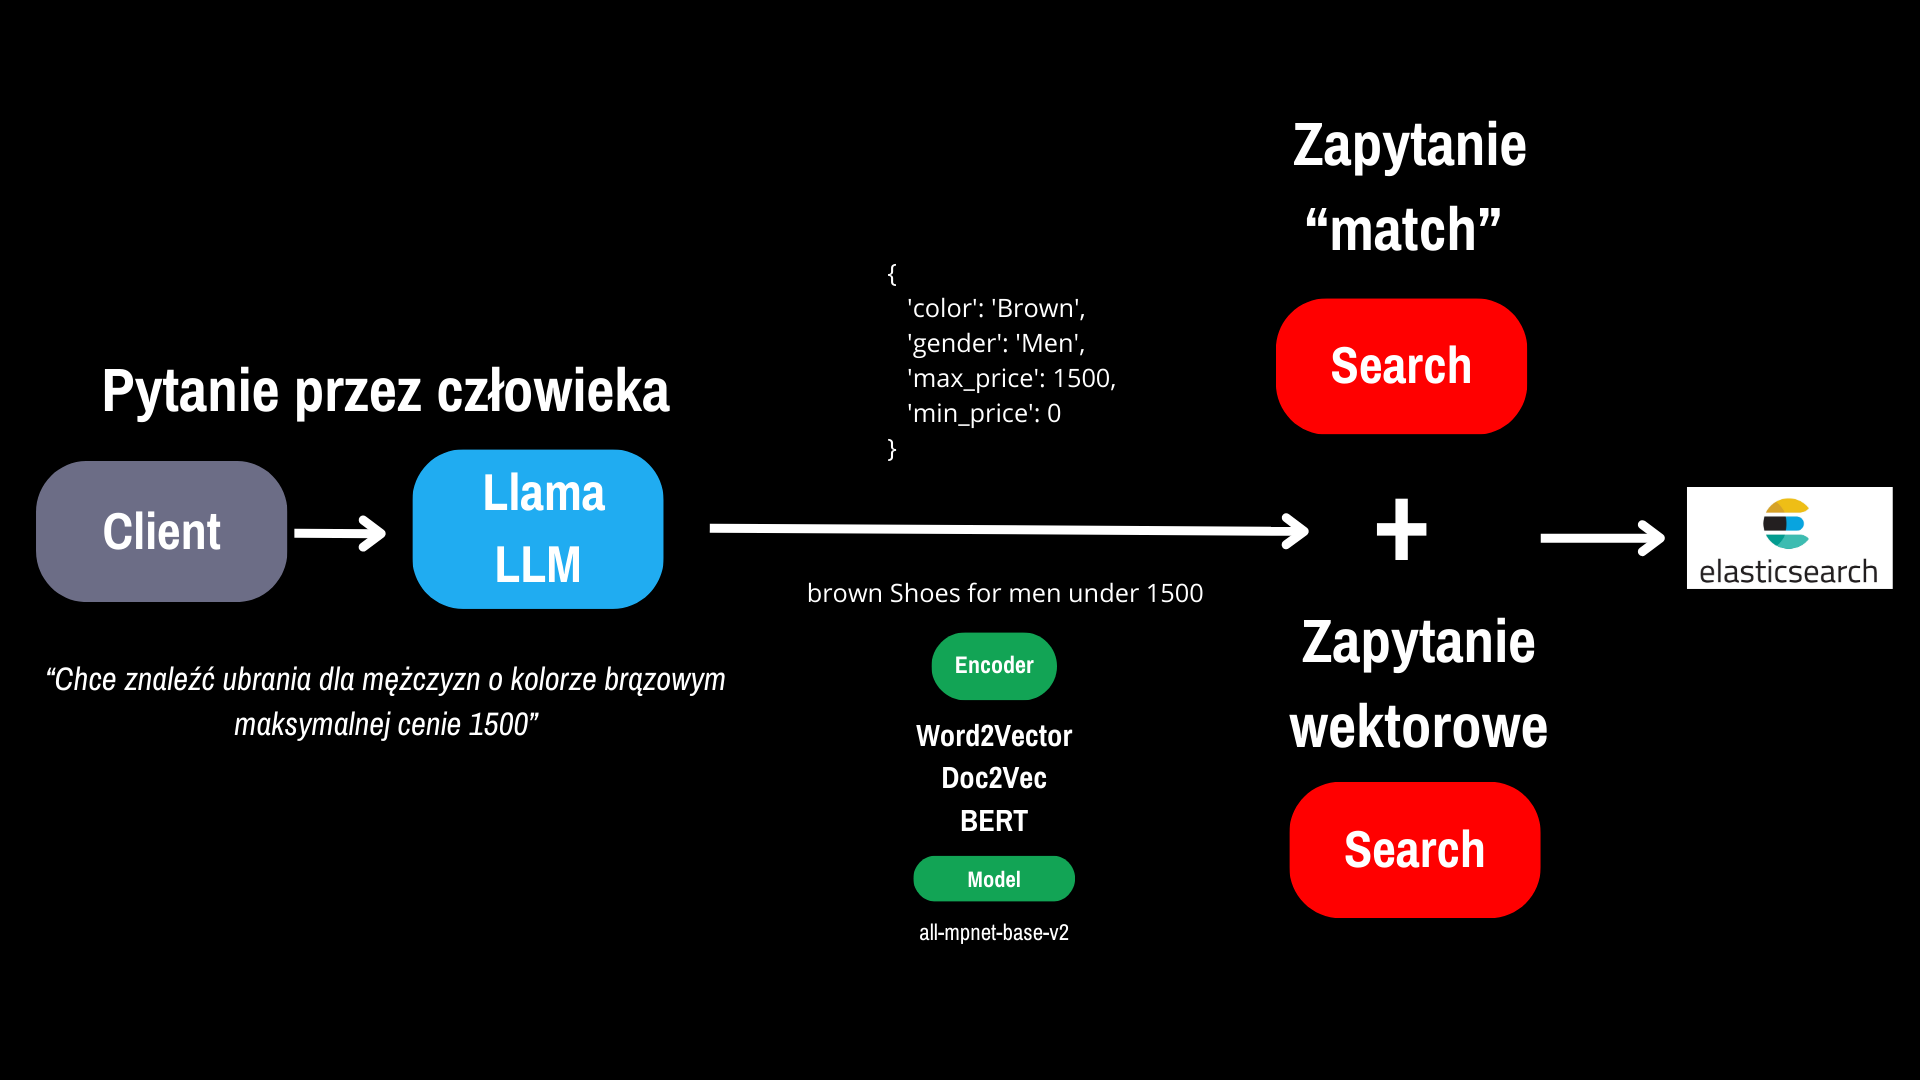 Pytanie przez człowieka
Client
Llama
LLM
“Chce znaleźć ubrania dla mężczyzn o kolorze brązowym
maksymalnej cenie 1500”
{
'color': 'Brown',
'gender': 'Men',
'max_price': 1500,
'min_price': 0
}
brown Shoes for men under 1500
Encoder
Word2Vector
Doc2Vec
BERT
Model
all-mpnet-base-v2
Zapytanie
“match”
Search
+
Zapytanie
wektorowe
Search
elasticsearch